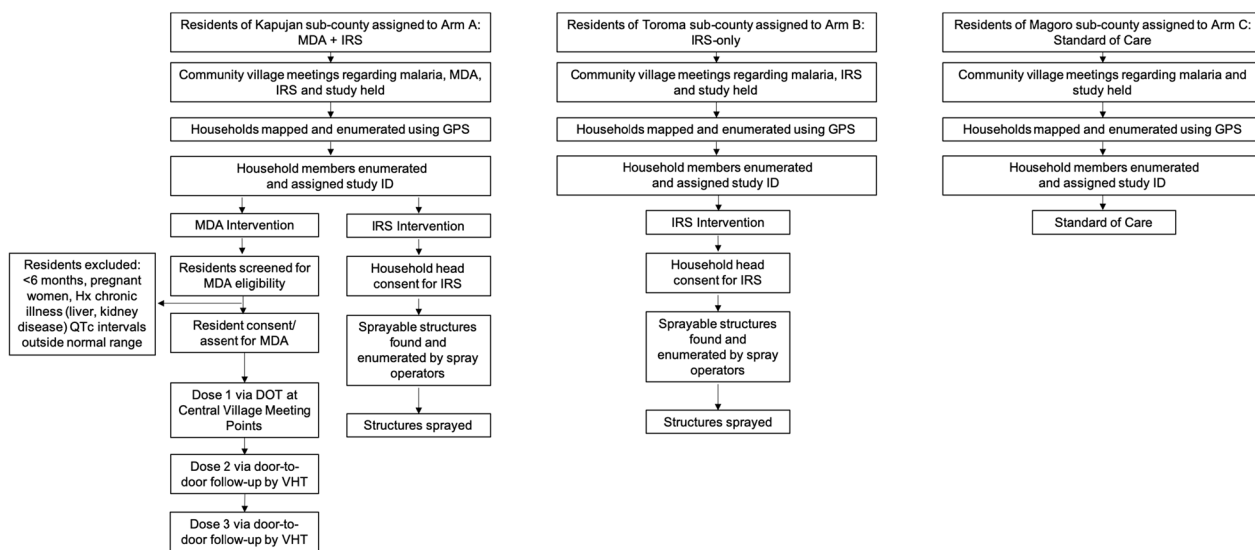 Residents of Kapujan sub-county assigned to Arm A:
MDA + IRS
Community village meetings regarding malaria, MDA,
IRS and study held
Households mapped and enumerated using GPS
Household members enumerated
and assigned study ID
MDA Intervention
Residents screened for
MDA eligibility
Residents excluded:
<6 months, pregnant
women, Hx chronic
illness (liver, kidney
disease) QTc intervals
outside normal range
Resident consent/
assent for MDA
Dose 1 via DOT at
Central Village Meeting
Points
Dose 2 via door-to-
door follow-up by VHT
Dose 3 via door-to-
door follow-up by VHT
IRS Intervention
Household head
consent for IRS
Sprayable structures
found and
enumerated by spray
operators
Structures sprayed
Residents of Toroma sub-county assigned to Arm B:
IRS-only
Community village meetings regarding malaria, IRS
and study held
Households mapped and enumerated using GPS
Household members enumerated
and assigned study ID
IRS Intervention
Household head
consent for IRS
Sprayable structures
found and
enumerated by spray
operators
Structures sprayed
Residents of Magoro sub-county assigned to Arm C:
Standard of Care
Community village meetings regarding malaria and
study held
Households mapped and enumerated using GPS
Household members enumerated
and assigned study ID
Standard of Care